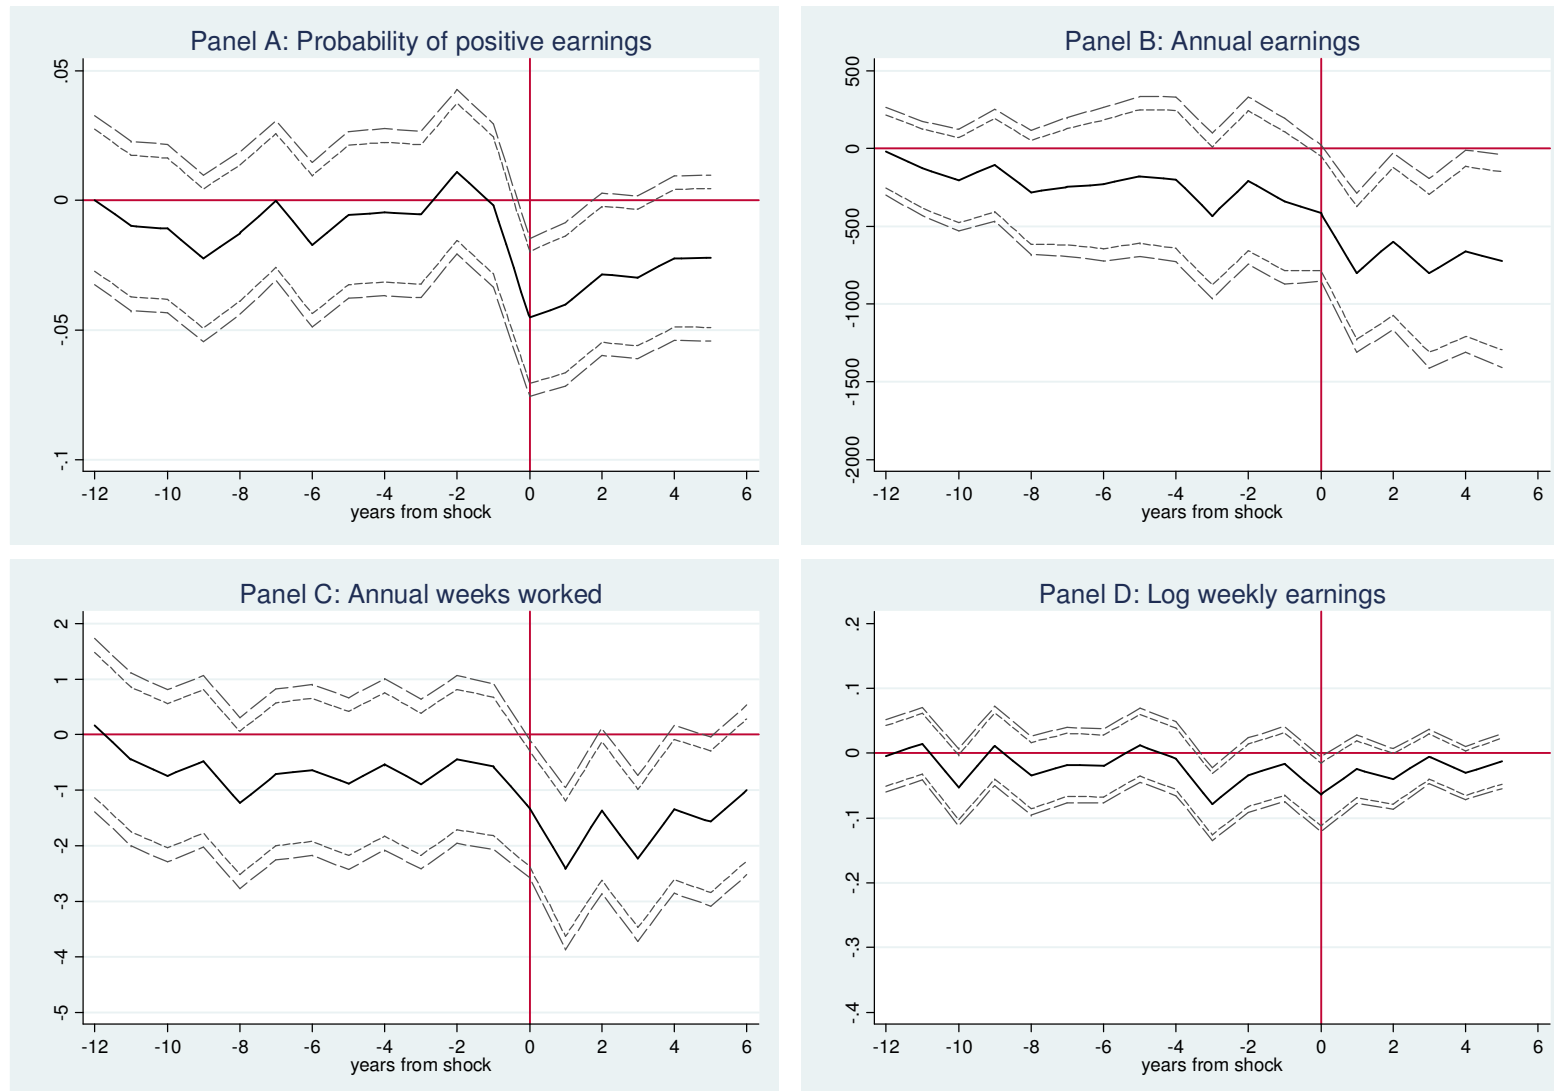 Panel A: Probability of positive earnings
.05
0
-.05
-.1
-12 -10 -8 -6 -4 -2 0 2 4 6
years from shock
Panel B: Annual earnings
500
0
-500
-1000
-1500
-2000
-12 -10 -8 -6 -4 -2 0 2 4 6
years from shock
Panel C: Annual weeks worked
2
1
0
-1
-2
-3
-4
-5
-12 -10 -8 -6 -4 -2 0 2 4 6
years from shock
Panel D: Log weekly earnings
.2
.1
0
-.1
-.2
-.3
-.4
-12 -10 -8 -6 -4 -2 0 2 4 6
years from shock